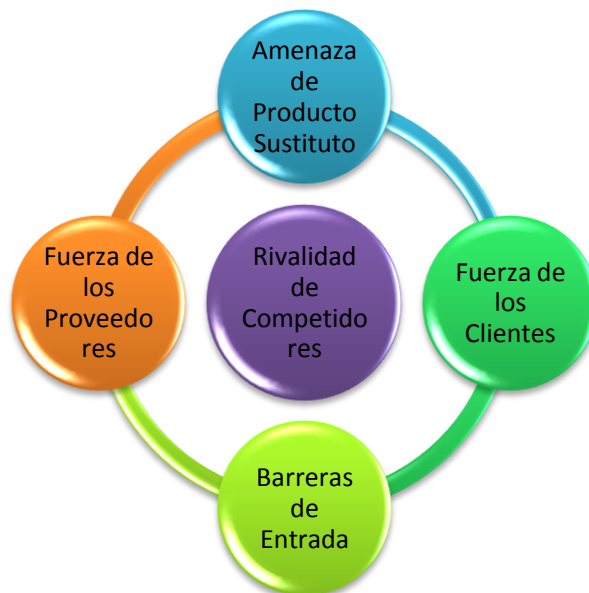 Amenaza
de
Producto
Sustituto
Fuerza de
los
Proveedo
res
Rivalidad
de
Competido
res
Fuerza de
los
Clientes
Barreras
de
Entrada